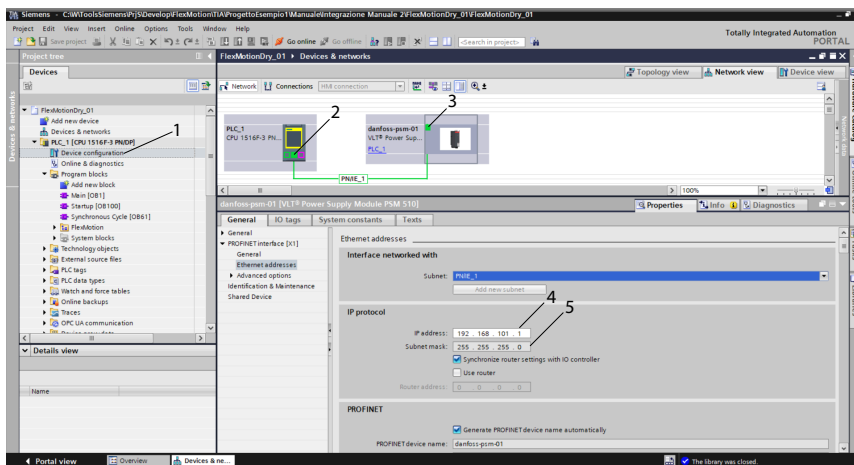 Siemens - C:\WI\ToolsSiemens\PrjS\Develop\FlexMotion\TIA\ProgettoEsempio1\Manuale\Integrazione Manuale 2\FlexMotionDry_01\FlexMotionDry_01
Project Edit View Insert Online Options Tools Window Help
Totally Integrated Automation
PORTAL
Save project
Go online
Go offline
<Search in project>
Project tree
FlexMotionDry_01 Devices & networks
Devices
Topology view
Network view
Device view
Network
Connections
HMI connection
Devices & networks
FlexMotionDry_01
Add new device
Devices & networks
PLC_1 [CPU 1516F-3 PN/DP]
Device configuration
Online & diagnostics
Program blocks
Add new block
Main [OB1]
Startup [OB100]
Synchronous Cycle [OB61]
FlexMotion
System blocks
Technology objects
External source files
PLC tags
PLC data types
Watch and force tables
Online backups
Traces
OPC UA communication
Details view
Name
1
2
3
PLC_1
CPU 1516F-3 PN...
danfoss-psm-01
VLT® Power Sup...
PLC_1
PN/IE_1
100%
Network data
danfoss-psm-01 [VLT® Power Supply Module PSM 510]
Properties
Info
Diagnostics
General
IO tags
System constants
Texts
General
PROFINET interface [X1]
General
Ethernet addresses
Advanced options
Identification & Maintenance
Shared Device
Ethernet addresses
Interface networked with
Subnet: PN/IE_1
Add new subnet
4
5
IP protocol
IP address: 192 . 168 . 101 . 1
Subnet mask: 255 . 255 . 255 . 0
Synchronize router settings with IO controller
Use router
Router address: 0 . 0 . 0 . 0
PROFINET
Generate PROFINET device name automatically
PROFINET device name: danfoss-psm-01
Portal view
Overview
Devices & ne...
The library was closed.